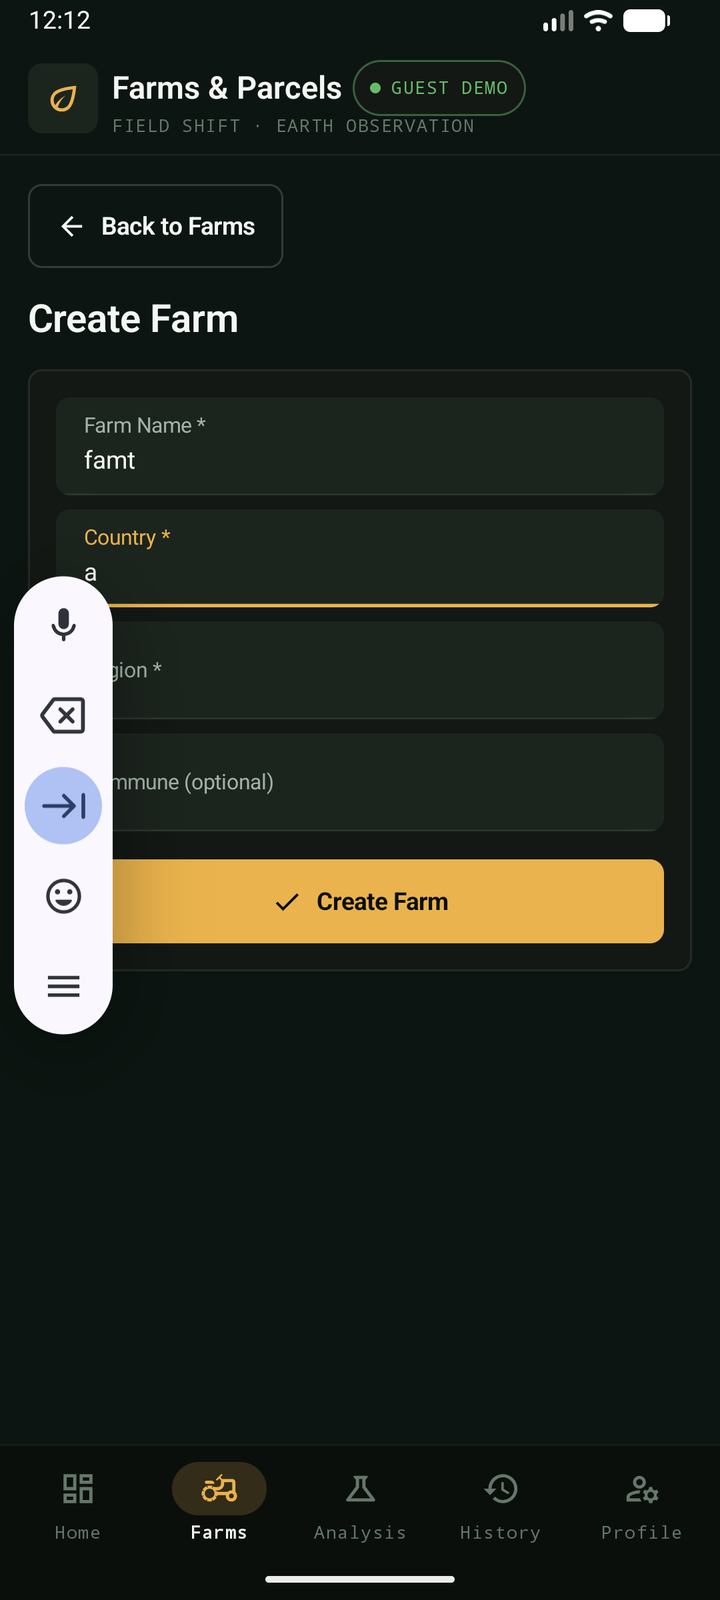 12:12
Farms & Parcels
GUEST DEMO
FIELD SHIFT · EARTH OBSERVATION
Back to Farms
Create Farm
Farm Name *
famt
Country *
a
gion *
mmune (optional)
Create Farm
Home
Farms
Analysis
History
Profile